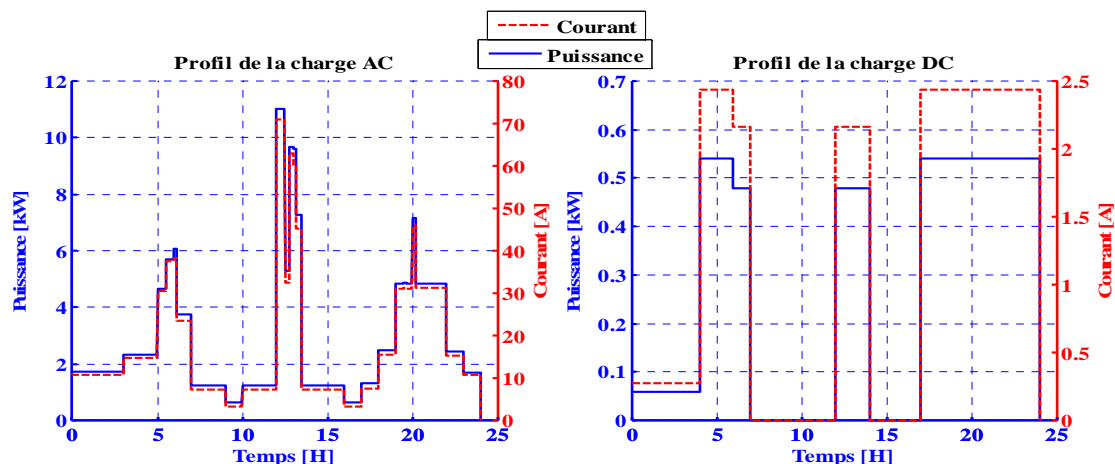 Courant
Puissance
Profil de la charge AC
Profil de la charge DC
12
10
8
6
4
2
0
Puissance [kW]
80
70
60
50
40
30
20
10
0
Courant [A]
0 5 10 15 20 25
Temps [H]
0.7
0.6
0.5
0.4
0.3
0.2
0.1
0
Puissance [kW]
2.5
2
1.5
1
0.5
0
Courant [A]
0 5 10 15 20 25
Temps [H]